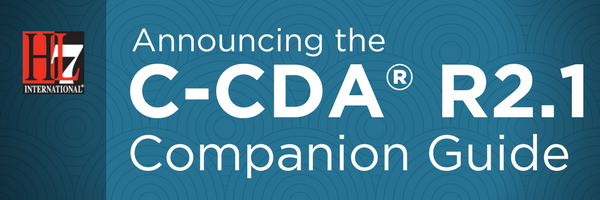 HL7
INTERNATIONAL®
Announcing the
C-CDA® R2.1
Companion Guide